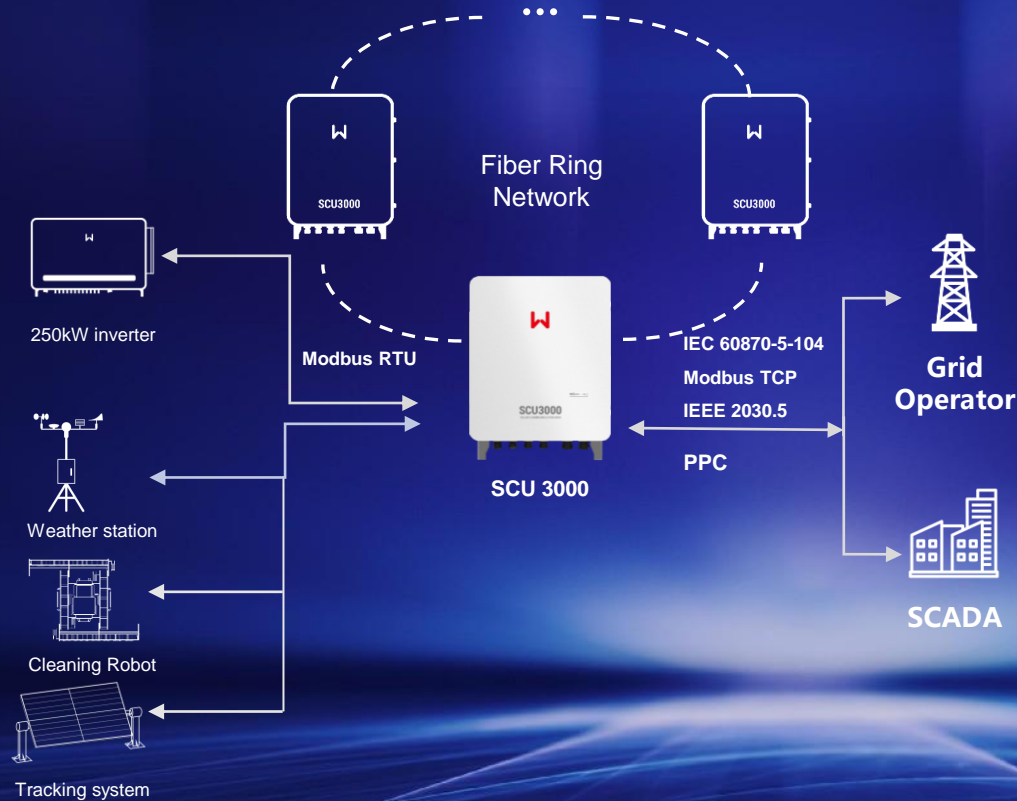 ...
SCU3000
Fiber Ring
Network
SCU3000
250kW inverter
Modbus RTU
IEC 60870-5-104
Modbus TCP
IEEE 2030.5
PPC
SCU3000
SCU 3000
Grid
Operator
Weather station
SCADA
Cleaning Robot
Tracking system